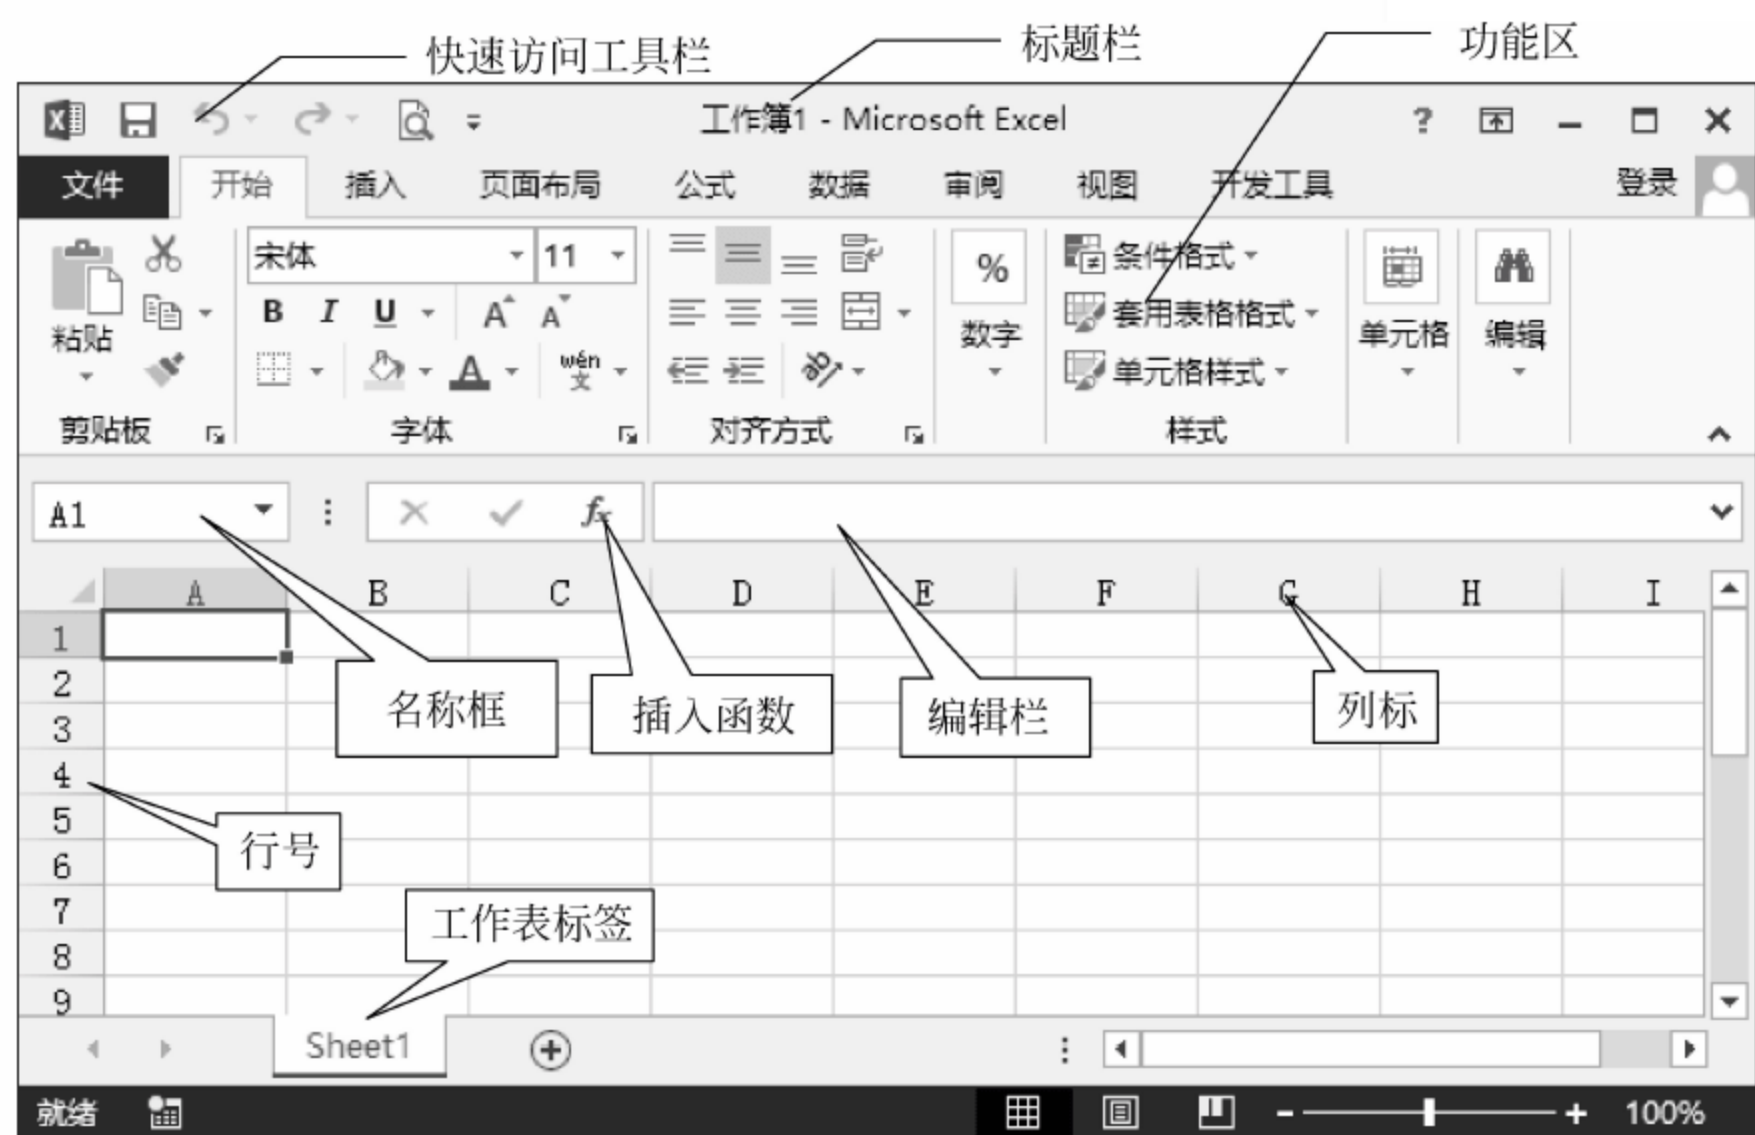 快速访问工具栏 标题栏 功能区
工作簿1 - Microsoft Excel ?
文件 开始 插入 页面布局 公式 数据 审阅 视图 开发工具 登录
宋体 11 % 条件格式
B I U A A 数字 套用表格格式 单元格 编辑
粘贴 A wén 文 单元格样式
剪贴板 字体 对齐方式 样式
A1 fx
A B C D E F G H I
1
2
3
名称框 插入函数 编辑栏 列标
4
5
行号
6
7
工作表标签
8
9
Sheet1
就绪 100%